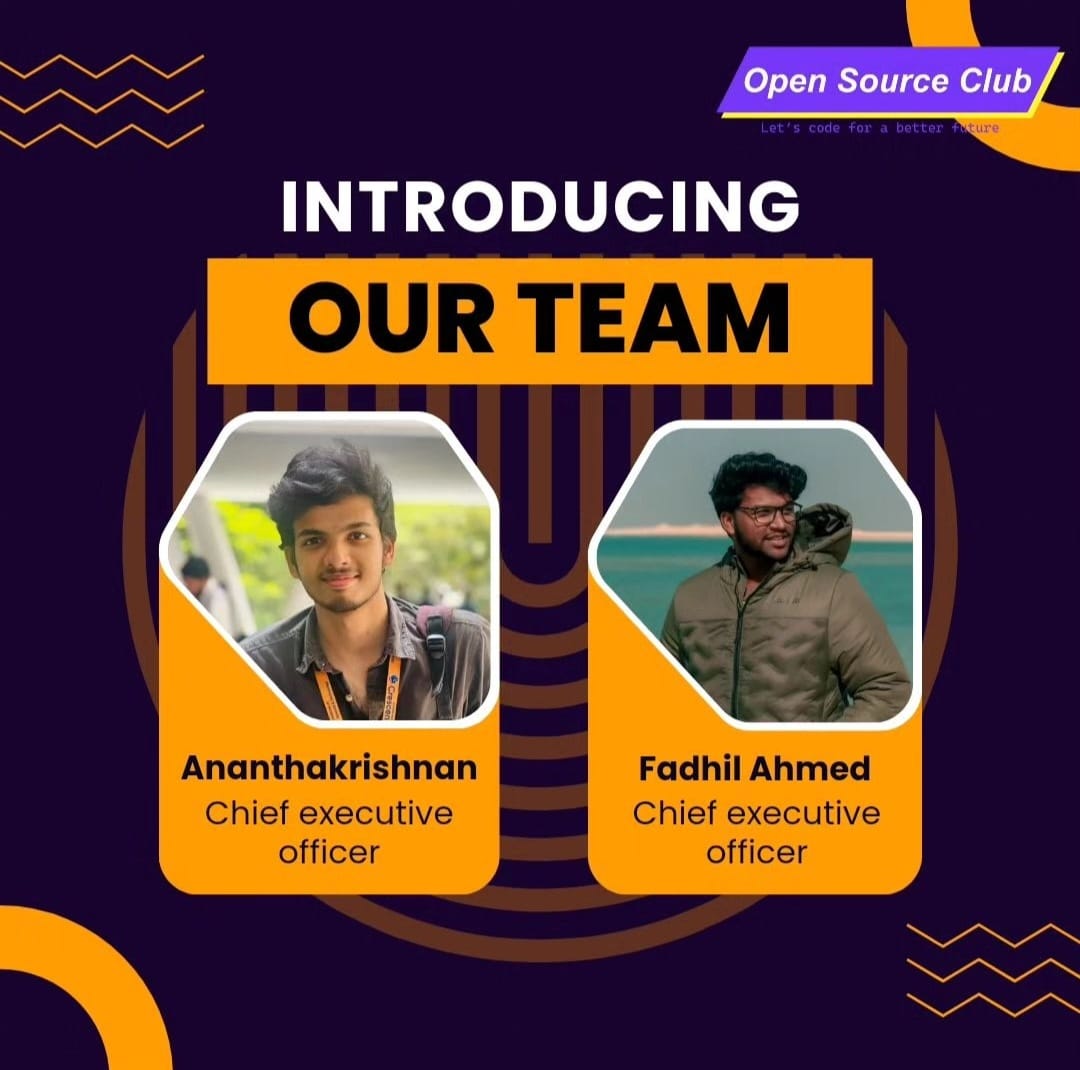 Open Source Club
Let's code for a better future
INTRODUCING
OUR TEAM
Ananthakrishnan
Chief executive
officer
Fadhil Ahmed
Chief executive
officer